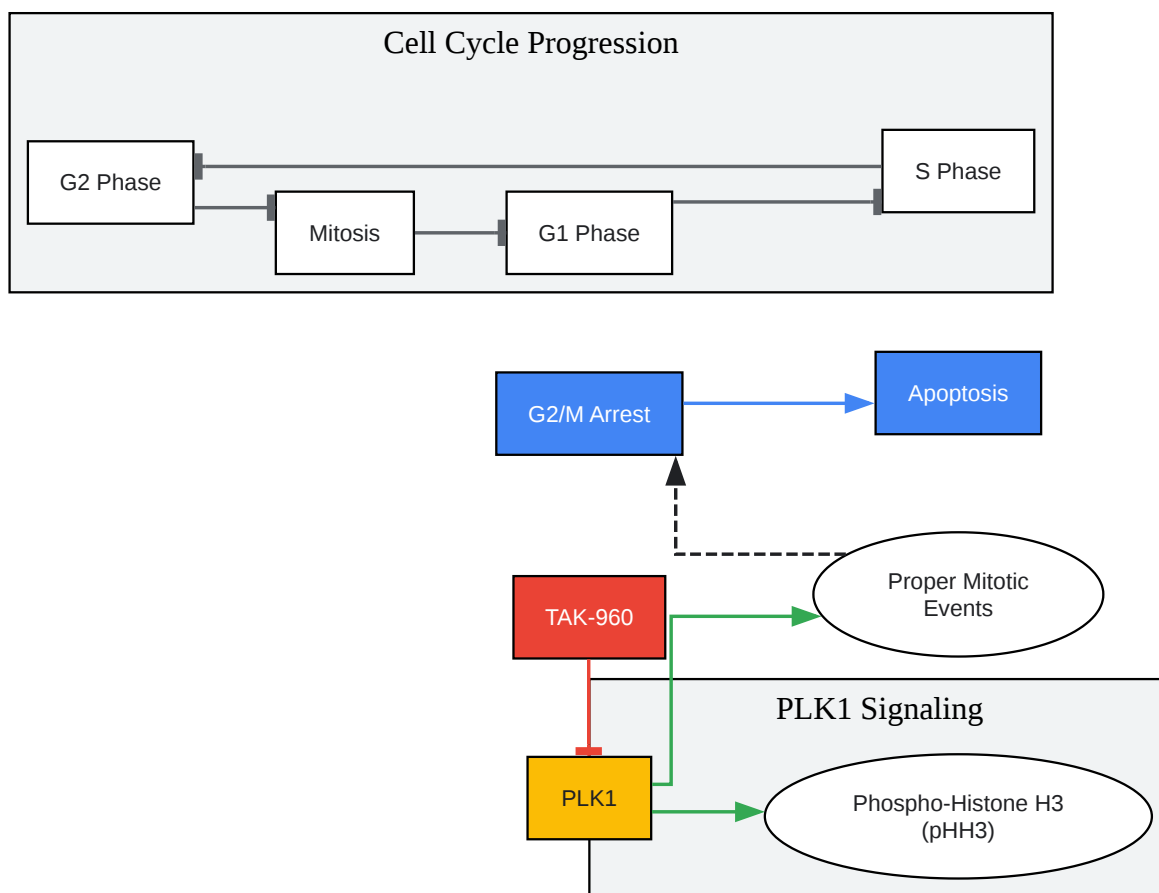 Cell Cycle Progression
G2 Phase
S Phase
Mitosis
G1 Phase
G2/M Arrest
Apoptosis
TAK-960
Proper Mitotic
Events
PLK1 Signaling
PLK1
Phospho-Histone H3
(pHH3)